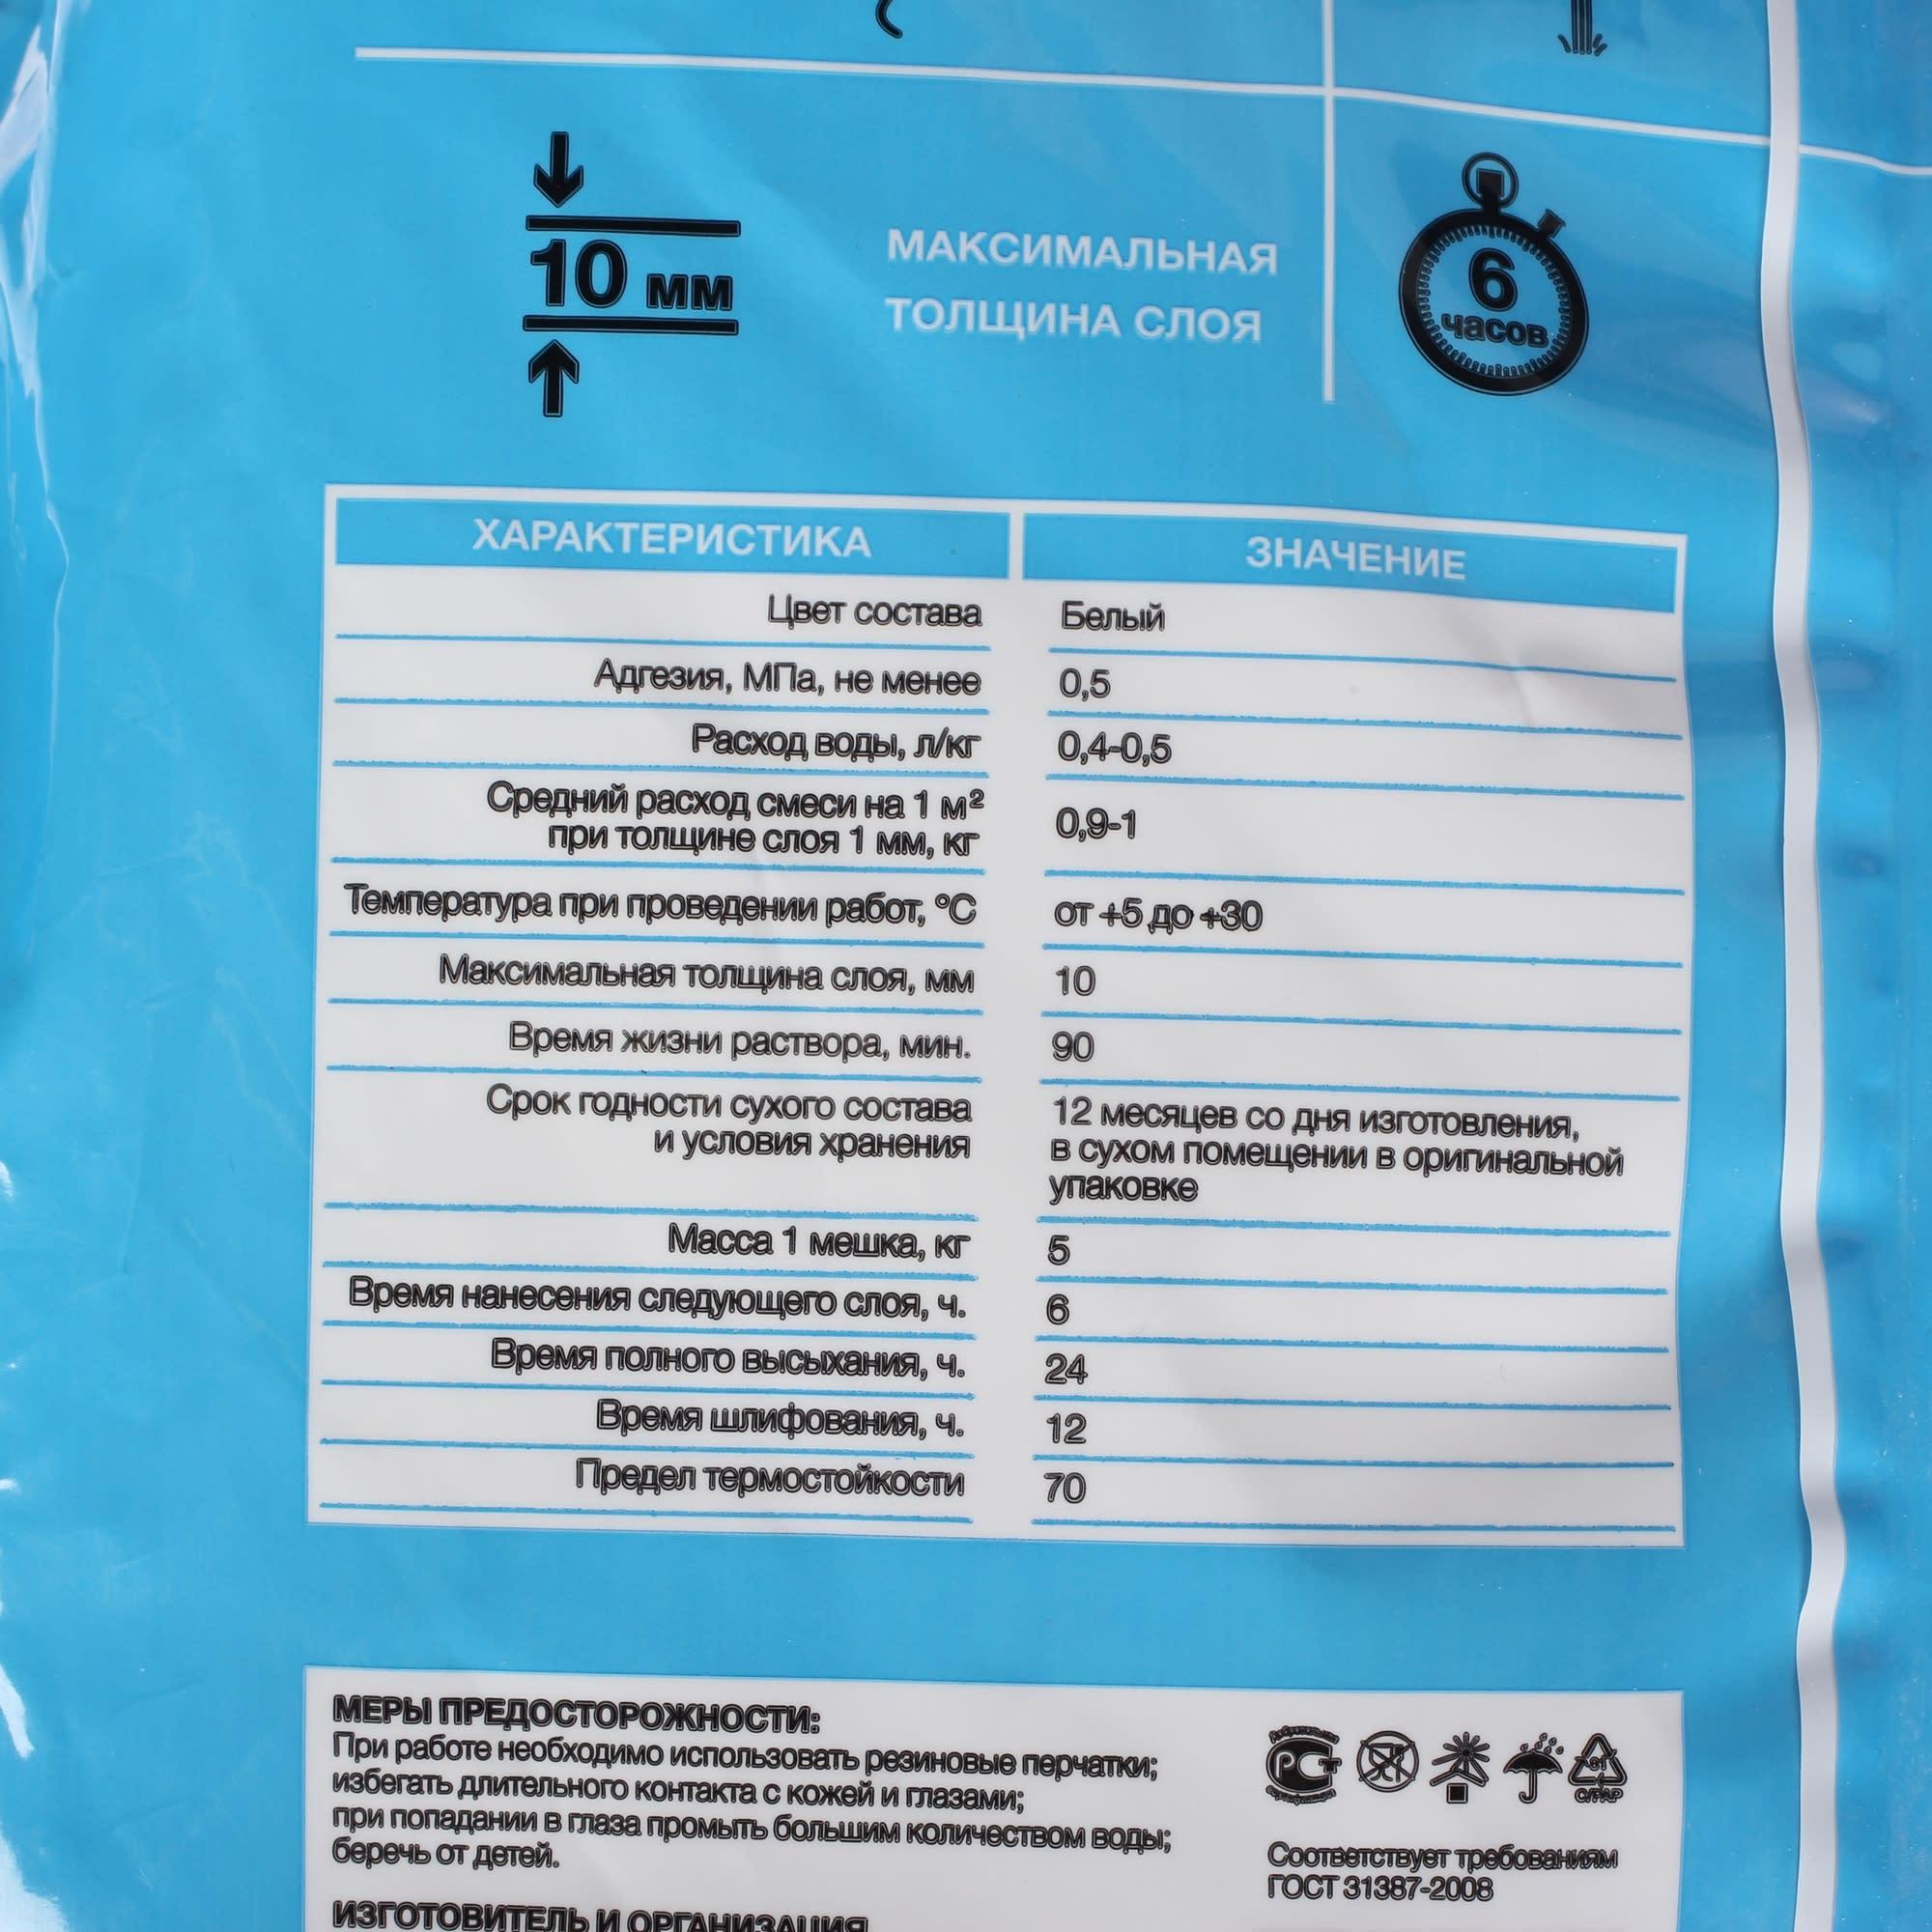 10 мм
МАКСИМАЛЬНАЯ
ТОЛЩИНА СЛОЯ
6
часов
ХАРАКТЕРИСТИКА ЗНАЧЕНИЕ
Цвет состава Белый
Адгезия, МПа, не менее 0,5
Расход воды, л/кг 0,4-0,5
Средний расход смеси на 1 м²
при толщине слоя 1 мм, кг 0,9-1
Температура при проведении работ, °С от +5 до +30
Максимальная толщина слоя, мм 10
Время жизни раствора, мин. 90
Срок годности сухого состава
и условия хранения
12 месяцев со дня изготовления,
в сухом помещении в оригинальной
упаковке
Масса 1 мешка, кг 5
Время нанесения следующего слоя, ч. 6
Время полного высыхания, ч. 24
Время шлифования, ч. 12
Предел термостойкости 70
МЕРЫ ПРЕДОСТОРОЖНОСТИ:
При работе необходимо использовать резиновые перчатки;
избегать длительного контакта с кожей и глазами;
при попадании в глаза промыть большим количеством воды;
беречь от детей.
РСТ
81
C/PAP
Соответствует требованиям
ГОСТ 31387-2008
ИЗГОТОВИТЕЛЬ И ОРГАНИЗАЦИЯ